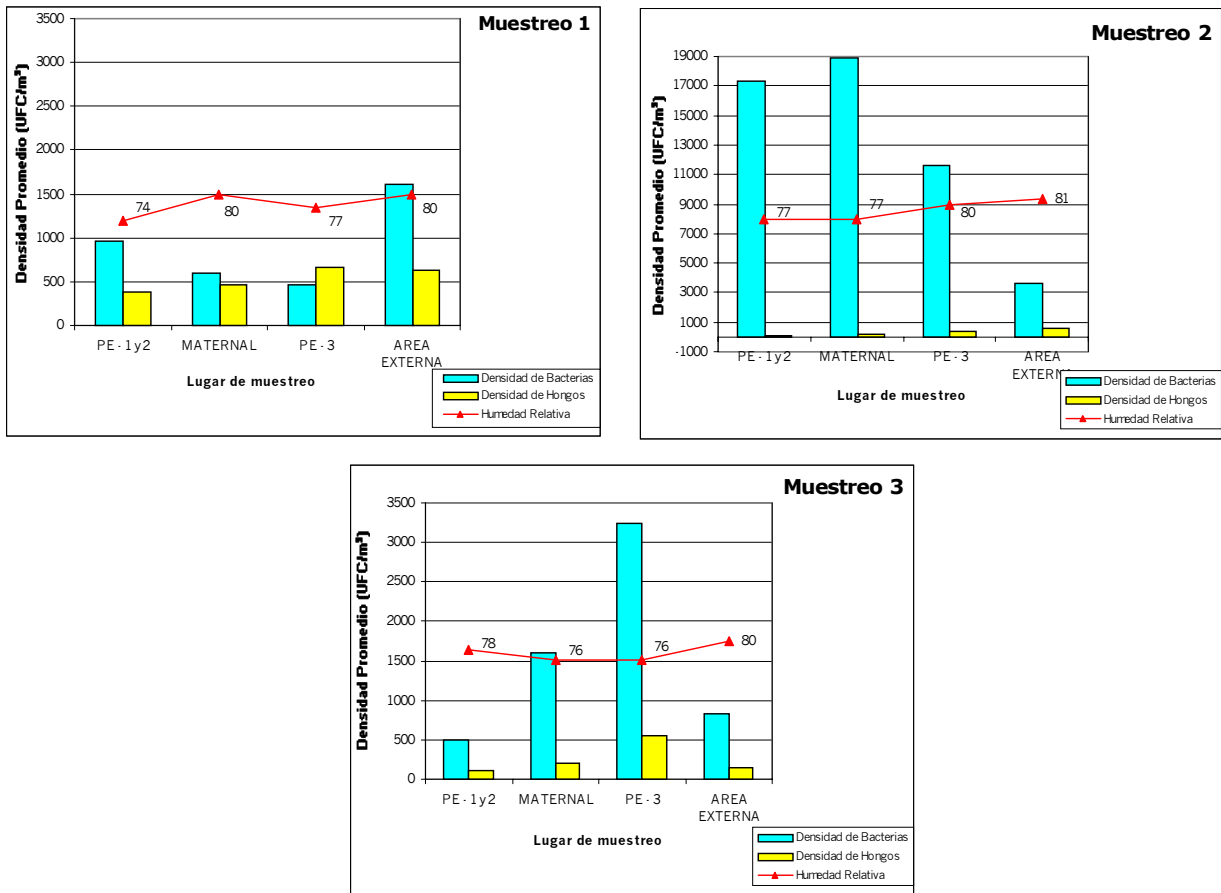 Muestreo 1
Densidad Promedio (UFC/m³)
3500
3000
2500
2000
1500
1000
500
0
74
80
77
80
PE - 1 y 2 MATERNAL PE - 3 AREA
EXTERNA
Lugar de muestreo
Densidad de Bacterias
Densidad de Hongos
Humedad Relativa
Muestreo 2
Densidad Promedio (UFC/m³)
19000
17000
15000
13000
11000
9000
7000
5000
3000
1000
-1000
77
77
80
81
PE - 1 y 2 MATERNAL PE - 3 AREA
EXTERNA
Lugar de muestreo
Densidad de Bacterias
Densidad de Hongos
Humedad Relativa
Muestreo 3
Densidad Promedio (UFC/m³)
3500
3000
2500
2000
1500
1000
500
0
78
76
76
80
PE - 1 y 2 MATERNAL PE - 3 AREA
EXTERNA
Lugar de muestreo
Densidad de Bacterias
Densidad de Hongos
Humedad Relativa